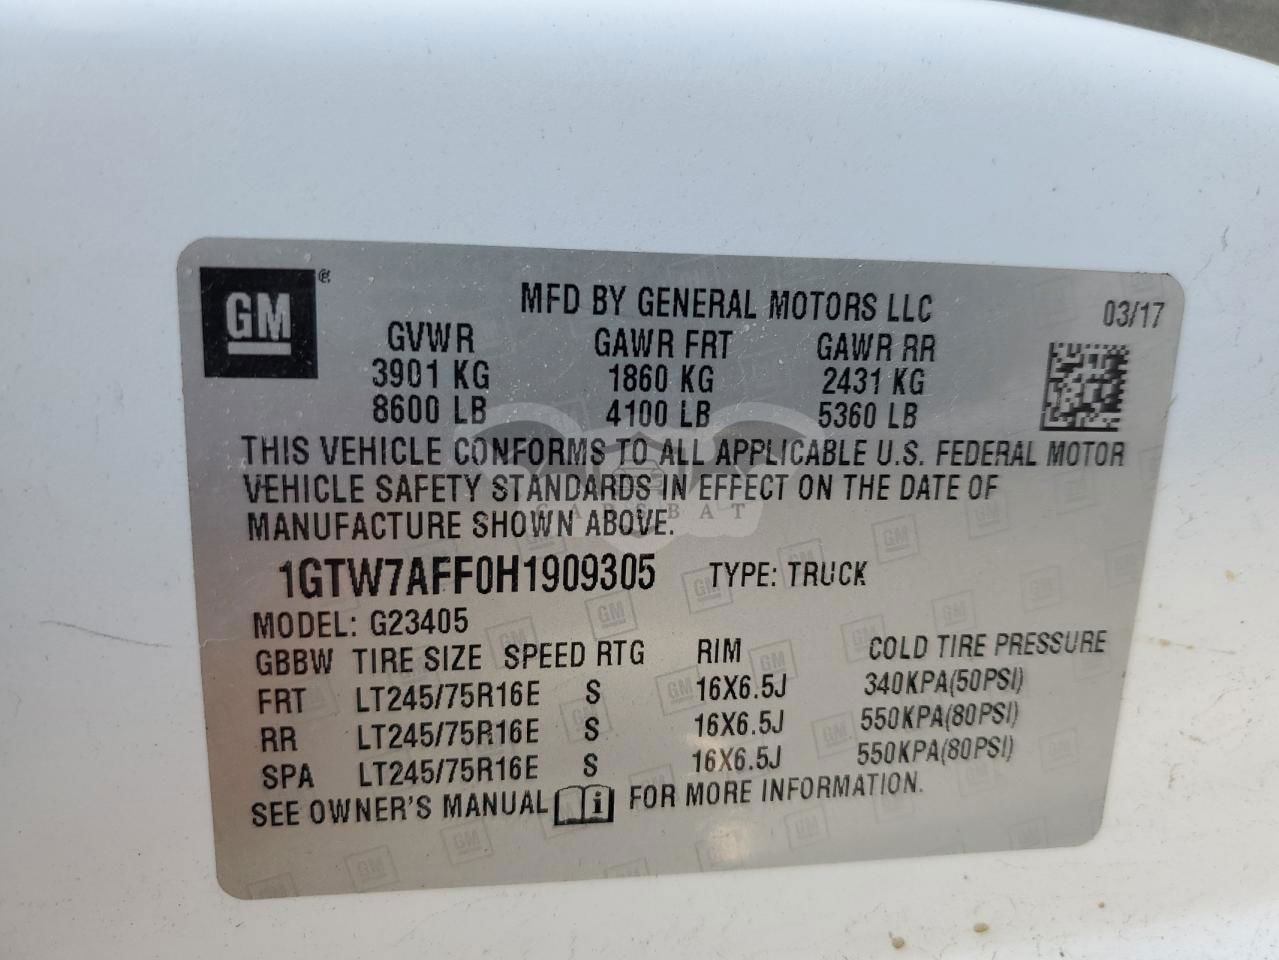 GM®
MFD BY GENERAL MOTORS LLC 03/17
GVWR GAWR FRT GAWR RR
3901 KG 1860 KG 2431 KG
8600 LB 4100 LB 5360 LB
THIS VEHICLE CONFORMS TO ALL APPLICABLE U.S. FEDERAL MOTOR
VEHICLE SAFETY STANDARDS IN EFFECT ON THE DATE OF
CARSBAT
MANUFACTURE SHOWN ABOVE.
1GTW7AFF0H1909305 TYPE: TRUCK
MODEL: G23405
GBBW TIRE SIZE SPEED RTG RIM COLD TIRE PRESSURE
FRT LT245/75R16E S 16X6.5J 340KPA(50PSI)
RR LT245/75R16E S 16X6.5J 550KPA(80PSI)
SPA LT245/75R16E S 16X6.5J 550KPA(80PSI)
SEE OWNER'S MANUAL i FOR MORE INFORMATION.